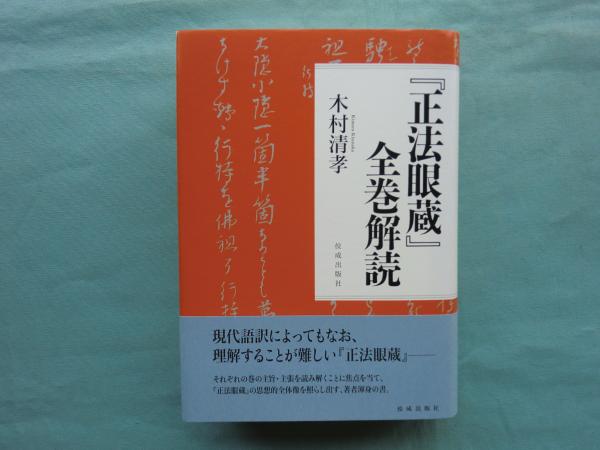 『正法眼蔵』
全巻解読
木村清孝
Kimura Kiyotaka
佼成出版社
大隠小隠一箇半箇
行持を佛祖の行持
現代語訳によってもなお、
理解することが難しい『正法眼蔵』――
それぞれの巻の主旨・主張を読み解くことに焦点を当て、
『正法眼蔵』の思想的全体像を照らし出す、著者渾身の書。
佼成出版社